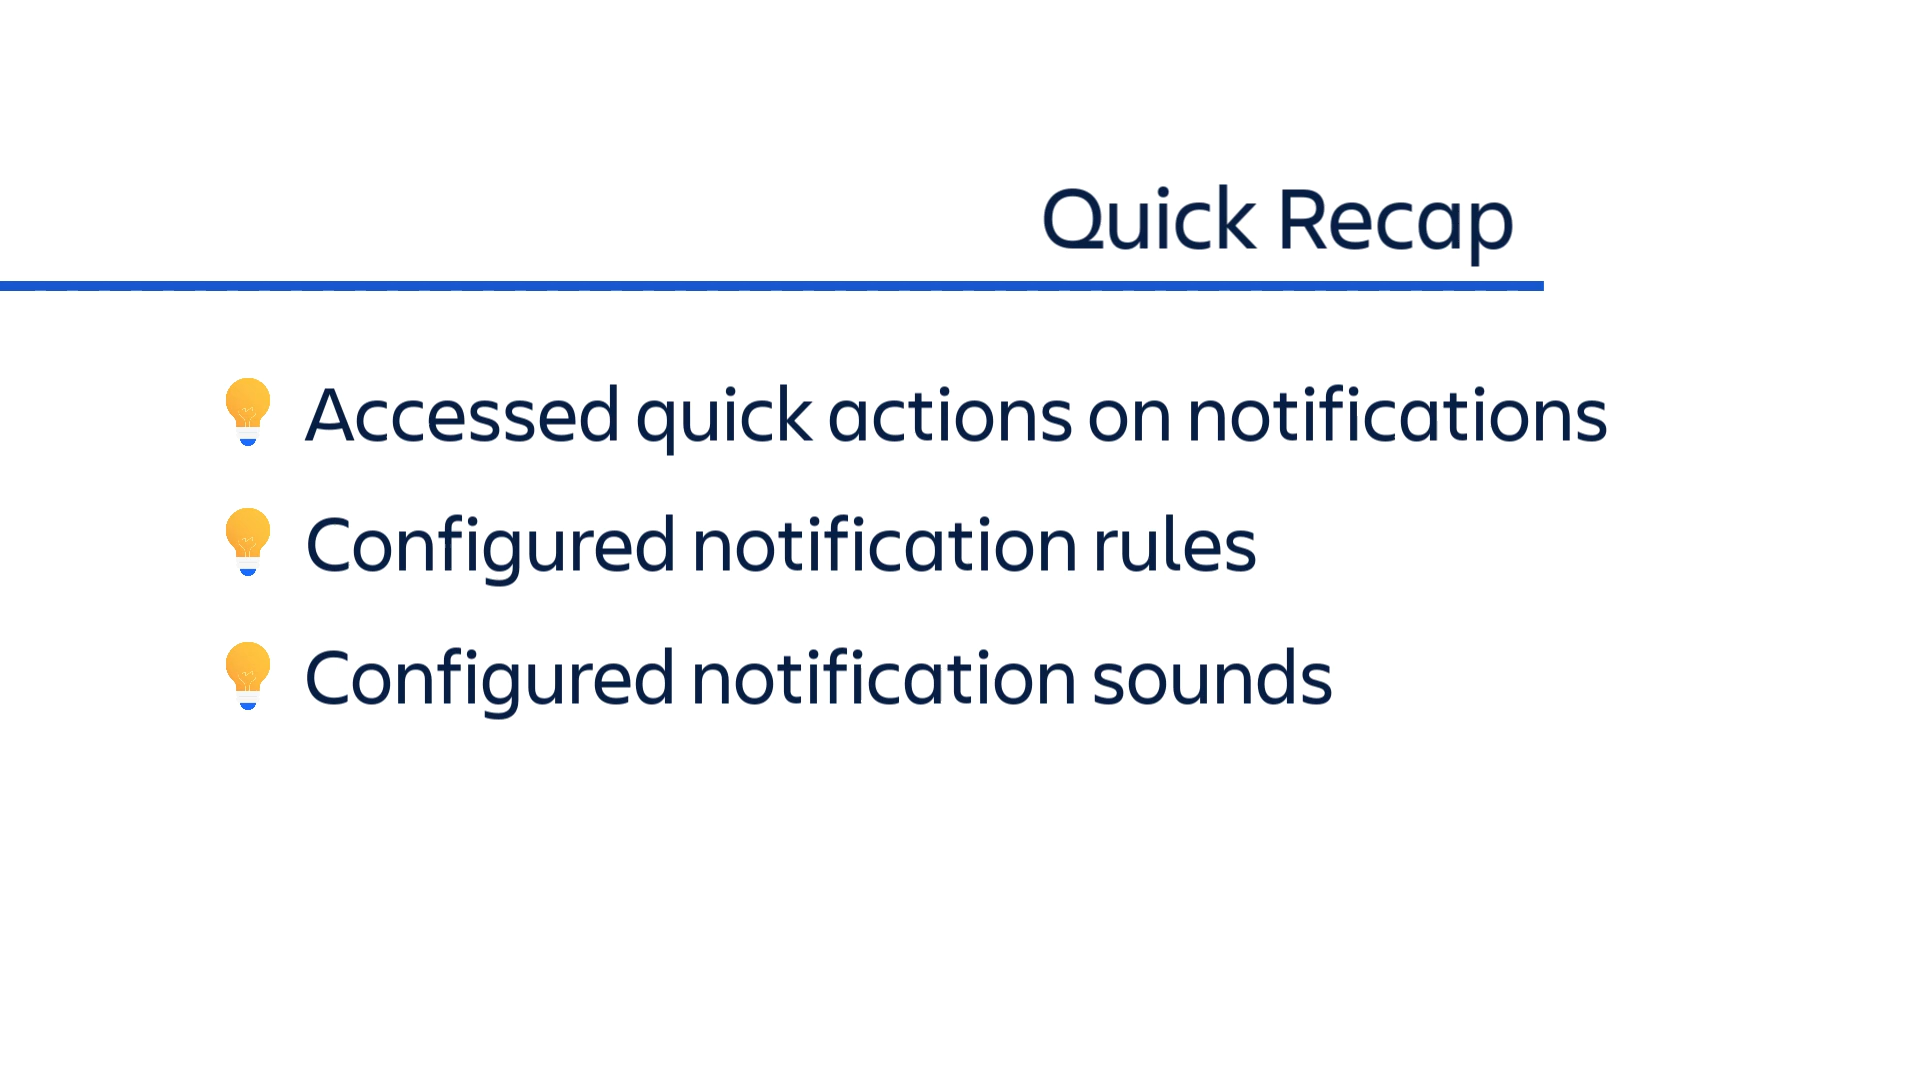 Quick Recap
Accessed quick actions on notifications
Configured notification rules
Configured notification sounds